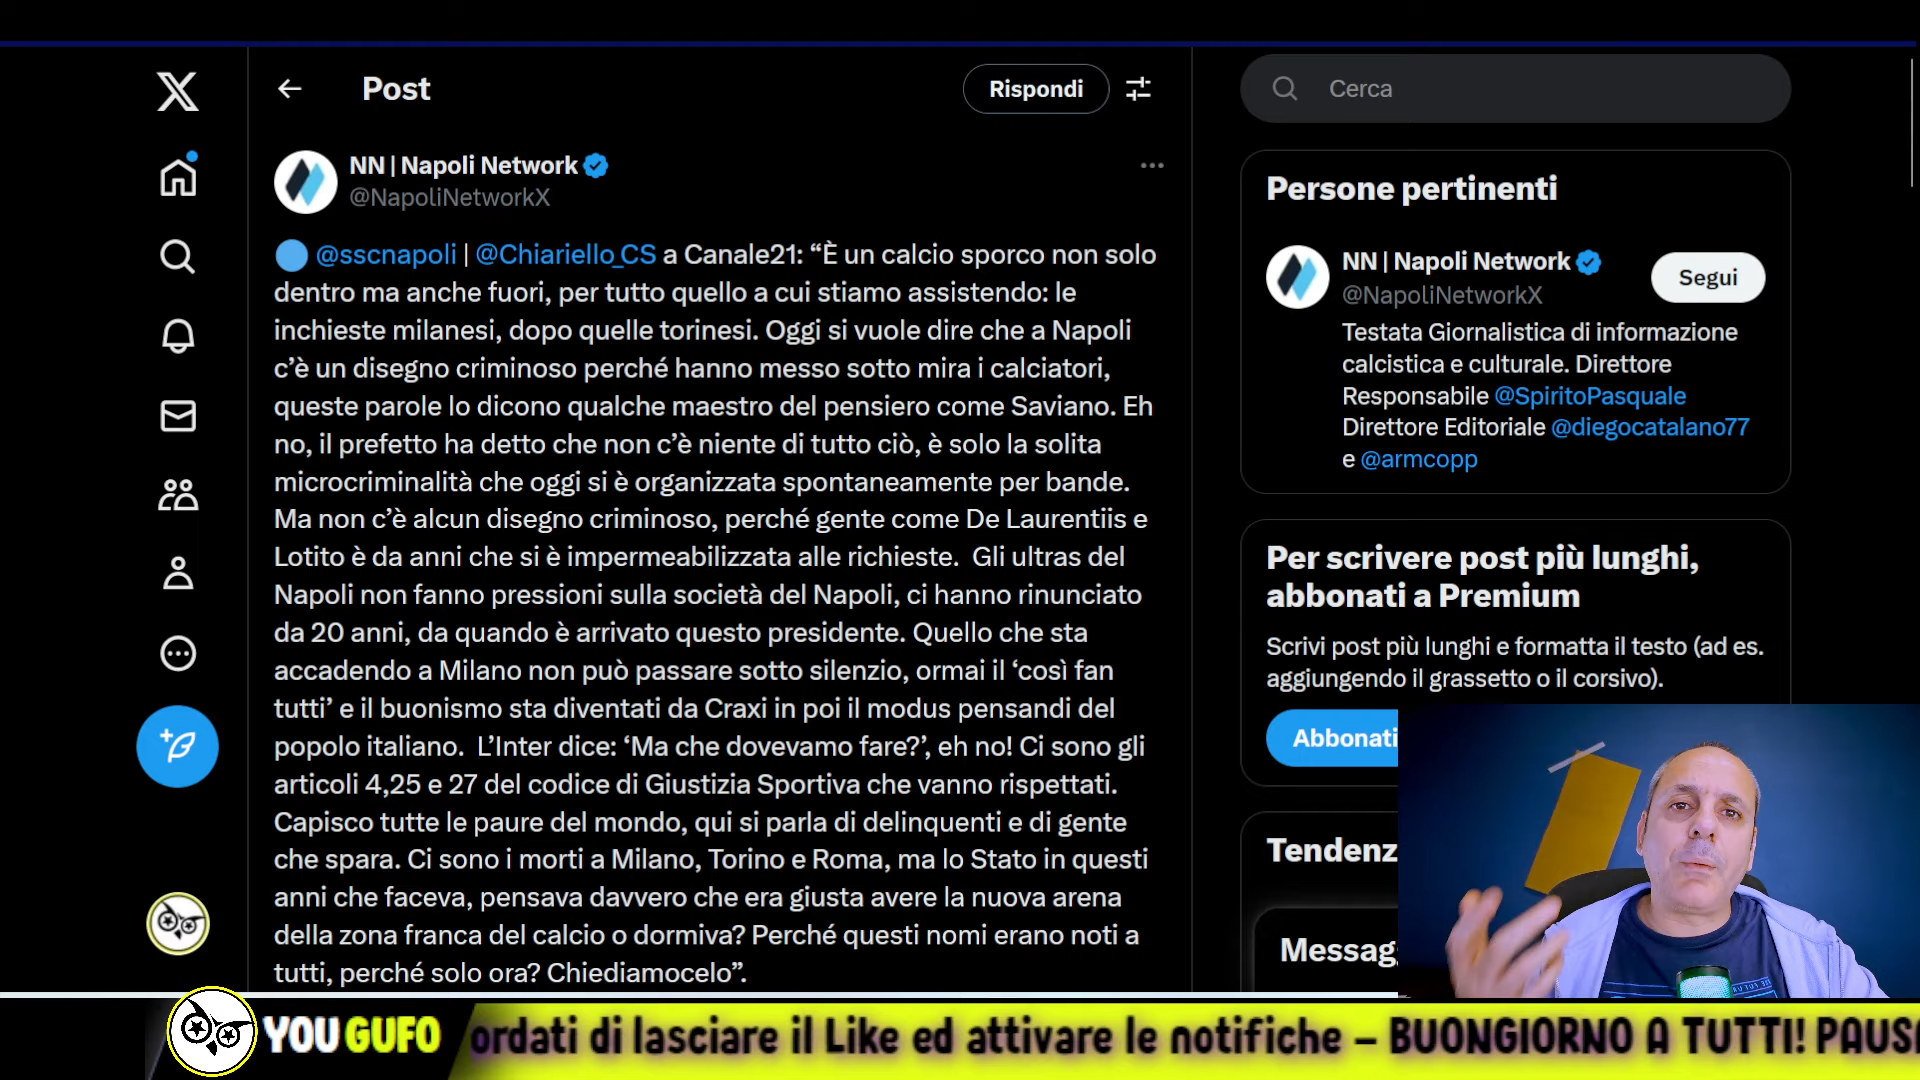 Post
Rispondi
NN | Napoli Network
@NapoliNetworkX
@sscnapoli | @Chiariello_CS a Canale21: “È un calcio sporco non solo
dentro ma anche fuori, per tutto quello a cui stiamo assistendo: le
inchieste milanesi, dopo quelle torinesi. Oggi si vuole dire che a Napoli
c’è un disegno criminoso perché hanno messo sotto mira i calciatori,
queste parole lo dicono qualche maestro del pensiero come Saviano. Eh
no, il prefetto ha detto che non c’è niente di tutto ciò, è solo la solita
microcriminalità che oggi si è organizzata spontaneamente per bande.
Ma non c’è alcun disegno criminoso, perché gente come De Laurentiis e
Lotito è da anni che si è impermeabilizzata alle richieste.  Gli ultras del
Napoli non fanno pressioni sulla società del Napoli, ci hanno rinunciato
da 20 anni, da quando è arrivato questo presidente. Quello che sta
accadendo a Milano non può passare sotto silenzio, ormai il ‘così fan
tutti’ e il buonismo sta diventati da Craxi in poi il modus pensandi del
popolo italiano.  L’Inter dice: ‘Ma che dovevamo fare?’, eh no! Ci sono gli
articoli 4,25 e 27 del codice di Giustizia Sportiva che vanno rispettati.
Capisco tutte le paure del mondo, qui si parla di delinquenti e di gente
che spara. Ci sono i morti a Milano, Torino e Roma, ma lo Stato in questi
anni che faceva, pensava davvero che era giusta avere la nuova arena
della zona franca del calcio o dormiva? Perché questi nomi erano noti a
tutti, perché solo ora? Chiediamocelo”.
Cerca
Persone pertinenti
NN | Napoli Network
@NapoliNetworkX
Segui
Testata Giornalistica di informazione
calcistica e culturale. Direttore
Responsabile @SpiritoPasquale
Direttore Editoriale @diegocatalano77
e @armcopp
Per scrivere post più lunghi,
abbonati a Premium
Scrivi post più lunghi e formatta il testo (ad es.
aggiungendo il grassetto o il corsivo).
Abbonati
Tendenz
Messag
YOU GUFO
ordati di lasciare il Like ed attivare le notifiche – BUONGIORNO A TUTTI! PAUS